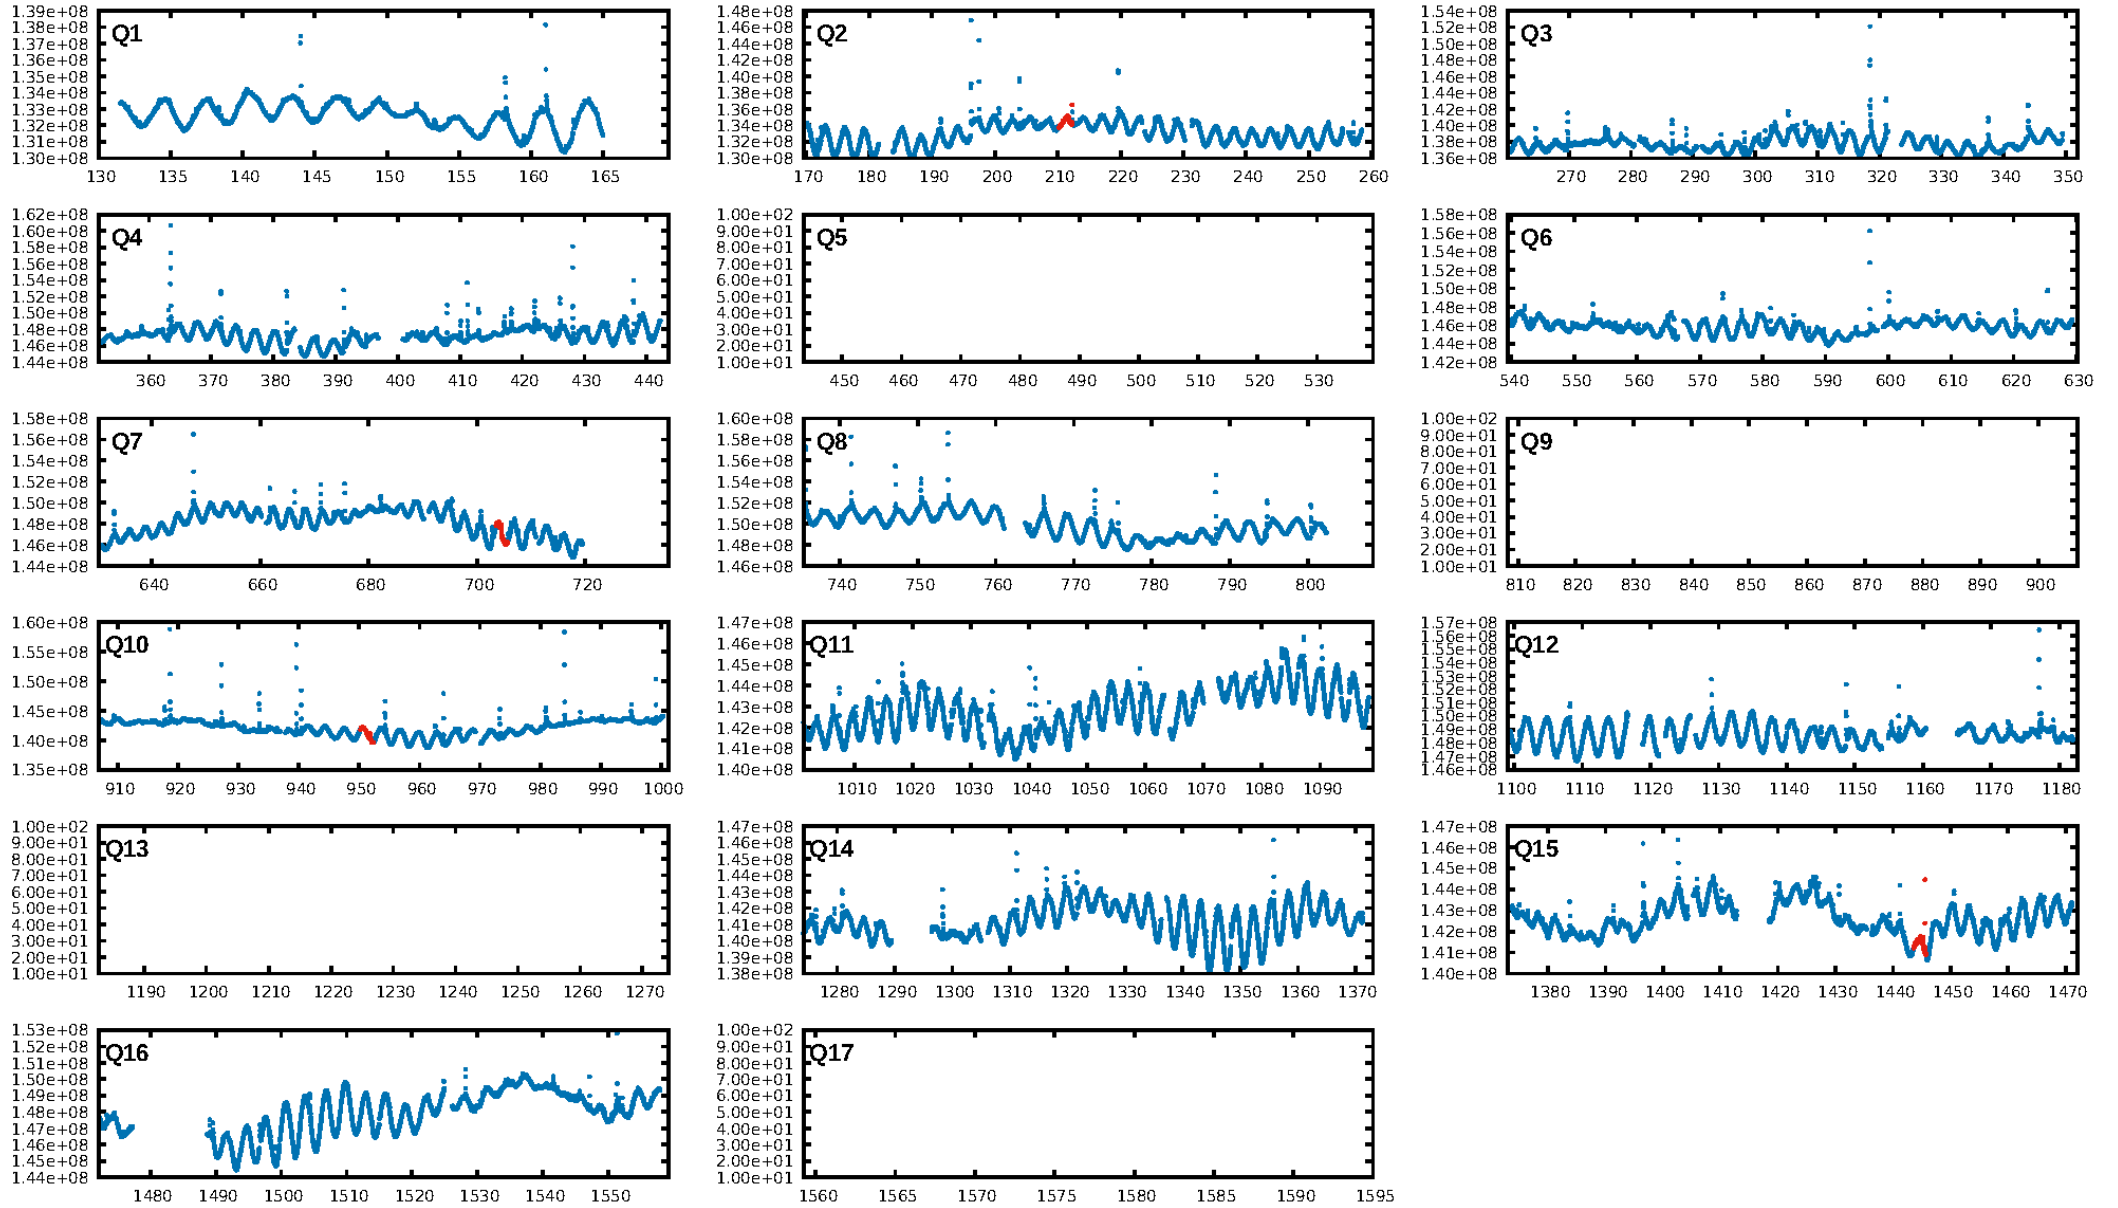 1.39e+08
1.38e+08
1.37e+08
1.36e+08
1.35e+08
1.34e+08
1.33e+08
1.32e+08
1.31e+08
1.30e+08
Q1
130 135 140 145 150 155 160 165
1.48e+08
1.46e+08
1.44e+08
1.42e+08
1.40e+08
1.38e+08
1.36e+08
1.34e+08
1.32e+08
1.30e+08
Q2
170 180 190 200 210 220 230 240 250 260
1.54e+08
1.52e+08
1.50e+08
1.48e+08
1.46e+08
1.44e+08
1.42e+08
1.40e+08
1.38e+08
1.36e+08
Q3
270 280 290 300 310 320 330 340 350
1.62e+08
1.60e+08
1.58e+08
1.56e+08
1.54e+08
1.52e+08
1.50e+08
1.48e+08
1.46e+08
1.44e+08
Q4
360 370 380 390 400 410 420 430 440
1.00e+02
9.00e+01
8.00e+01
7.00e+01
6.00e+01
5.00e+01
4.00e+01
3.00e+01
2.00e+01
1.00e+01
Q5
450 460 470 480 490 500 510 520 530
1.58e+08
1.56e+08
1.54e+08
1.52e+08
1.50e+08
1.48e+08
1.46e+08
1.44e+08
1.42e+08
Q6
540 550 560 570 580 590 600 610 620 630
1.58e+08
1.56e+08
1.54e+08
1.52e+08
1.50e+08
1.48e+08
1.46e+08
1.44e+08
Q7
640 660 680 700 720
1.60e+08
1.58e+08
1.56e+08
1.54e+08
1.52e+08
1.50e+08
1.48e+08
1.46e+08
Q8
740 750 760 770 780 790 800
1.00e+02
9.00e+01
8.00e+01
7.00e+01
6.00e+01
5.00e+01
4.00e+01
3.00e+01
2.00e+01
1.00e+01
Q9
810 820 830 840 850 860 870 880 890 900
1.60e+08
1.55e+08
1.50e+08
1.45e+08
1.40e+08
1.35e+08
Q10
910 920 930 940 950 960 970 980 990 1000
1.47e+08
1.46e+08
1.45e+08
1.44e+08
1.43e+08
1.42e+08
1.41e+08
1.40e+08
Q11
1010 1020 1030 1040 1050 1060 1070 1080 1090
1.57e+08
1.56e+08
1.55e+08
1.54e+08
1.53e+08
1.52e+08
1.51e+08
1.50e+08
1.49e+08
1.48e+08
1.47e+08
1.46e+08
Q12
1100 1110 1120 1130 1140 1150 1160 1170 1180
1.00e+02
9.00e+01
8.00e+01
7.00e+01
6.00e+01
5.00e+01
4.00e+01
3.00e+01
2.00e+01
1.00e+01
Q13
1190 1200 1210 1220 1230 1240 1250 1260 1270
1.47e+08
1.46e+08
1.45e+08
1.44e+08
1.43e+08
1.42e+08
1.41e+08
1.40e+08
1.39e+08
1.38e+08
Q14
1280 1290 1300 1310 1320 1330 1340 1350 1360 1370
1.47e+08
1.46e+08
1.45e+08
1.44e+08
1.43e+08
1.42e+08
1.41e+08
1.40e+08
Q15
1380 1390 1400 1410 1420 1430 1440 1450 1460 1470
1.53e+08
1.52e+08
1.51e+08
1.50e+08
1.49e+08
1.48e+08
1.47e+08
1.46e+08
1.45e+08
1.44e+08
Q16
1480 1490 1500 1510 1520 1530 1540 1550
1.00e+02
9.00e+01
8.00e+01
7.00e+01
6.00e+01
5.00e+01
4.00e+01
3.00e+01
2.00e+01
1.00e+01
Q17
1560 1565 1570 1575 1580 1585 1590 1595